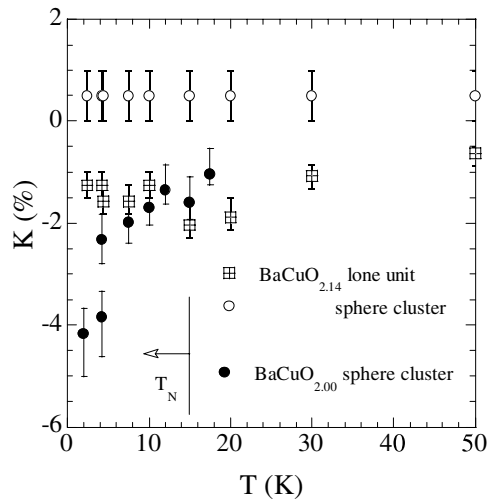 2
0
-2
-4
-6
K (%)
BaCuO2.14 lone unit
sphere cluster
BaCuO2.00 sphere cluster
TN
0 10 20 30 40 50
T (K)